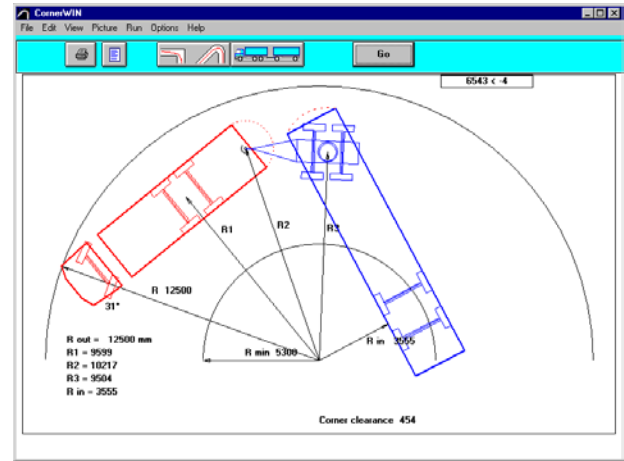 CornerWIN
File Edit View Picture Run Options Help
Go
6543 < -4
R1
R2
R3
R 12500
31°
R out = 12500 mm
R1 = 9599
R2 = 10217
R3 = 9504
R in = 3555
R min 5300
R in 3555
Corner clearance 454